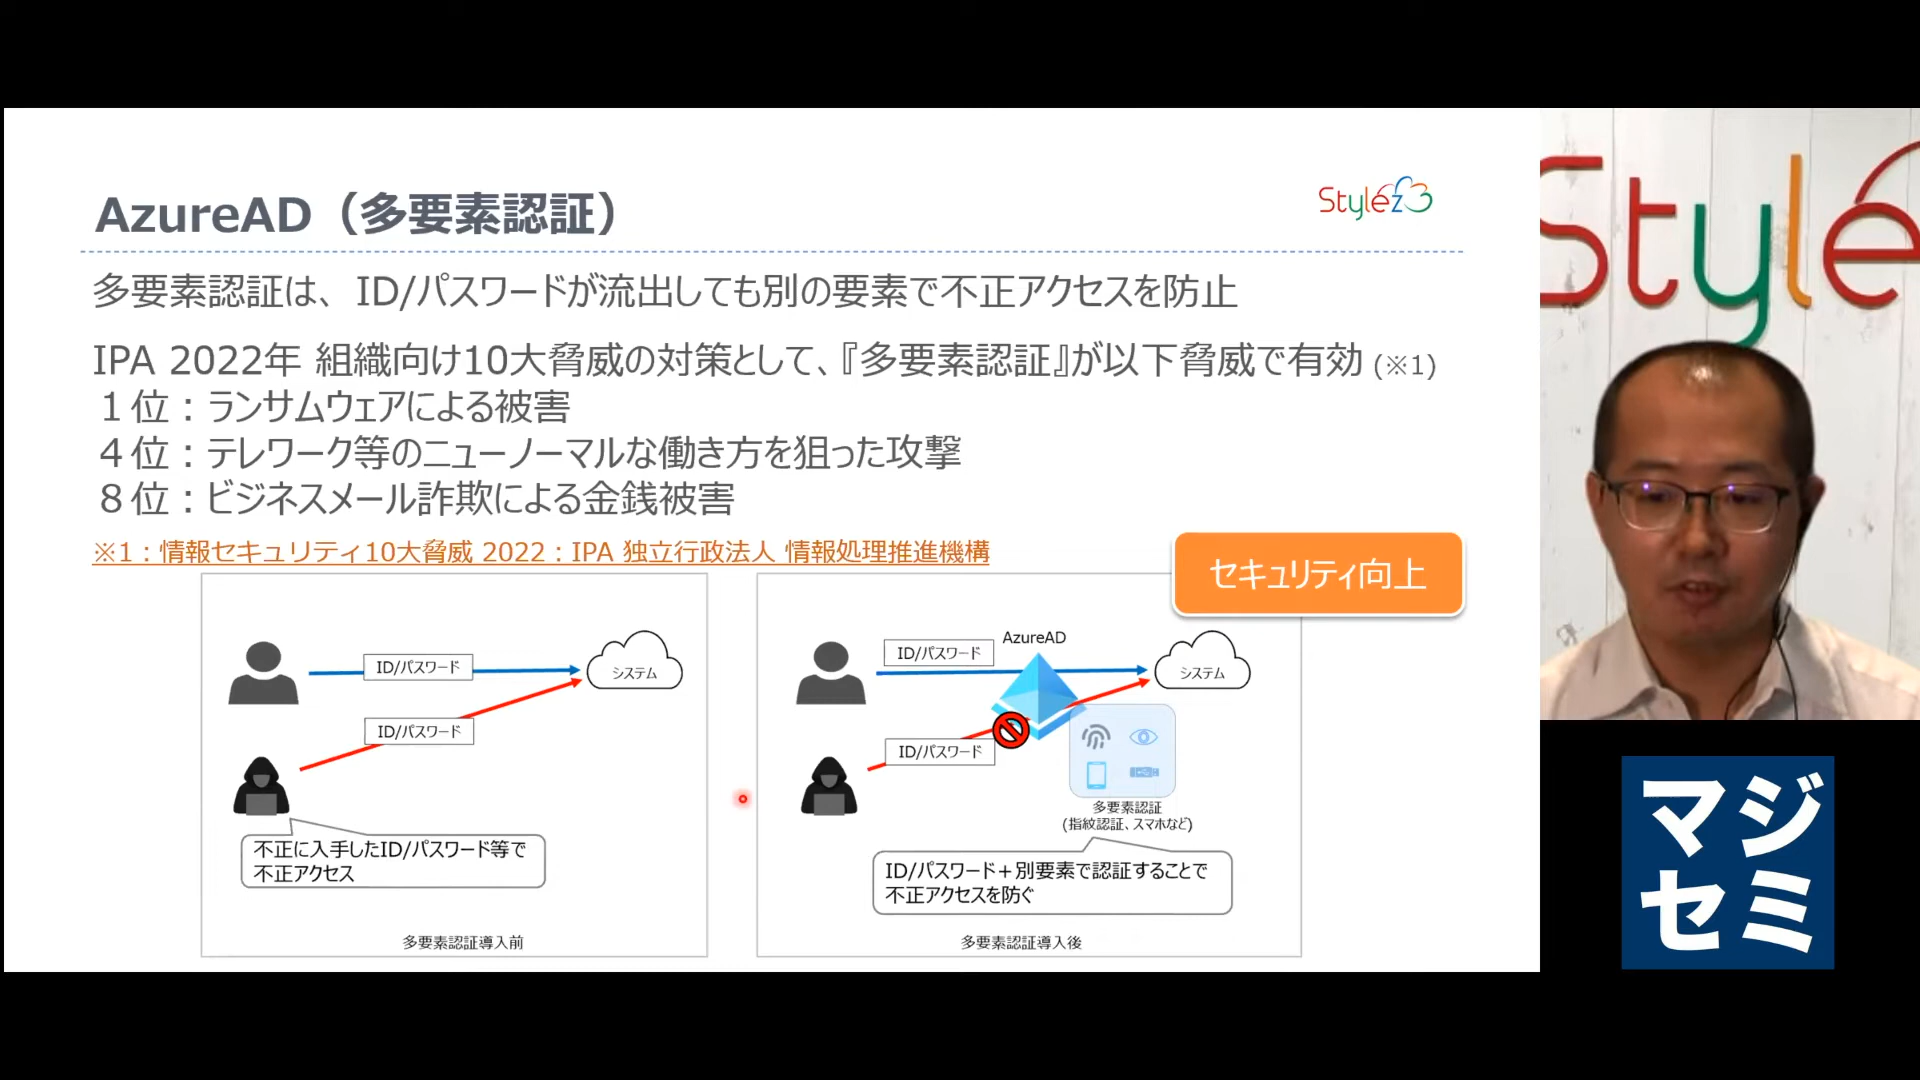 AzureAD（多要素認証）
Stylez
多要素認証は、ID/パスワードが流出しても別の要素で不正アクセスを防止
IPA 2022年 組織向け10大脅威の対策として、『多要素認証』が以下脅威で有効 (※1)
１位：ランサムウェアによる被害
４位：テレワーク等のニューノーマルな働き方を狙った攻撃
８位：ビジネスメール詐欺による金銭被害
※1：情報セキュリティ10大脅威 2022：IPA 独立行政法人 情報処理推進機構
セキュリティ向上
ID/パスワード
システム
ID/パスワード
不正に入手したID/パスワード等で
不正アクセス
多要素認証導入前
AzureAD
ID/パスワード
システム
ID/パスワード
多要素認証
(指紋認証、スマホなど)
ID/パスワード＋別要素で認証することで
不正アクセスを防ぐ
多要素認証導入後
Style
マジ
セミ